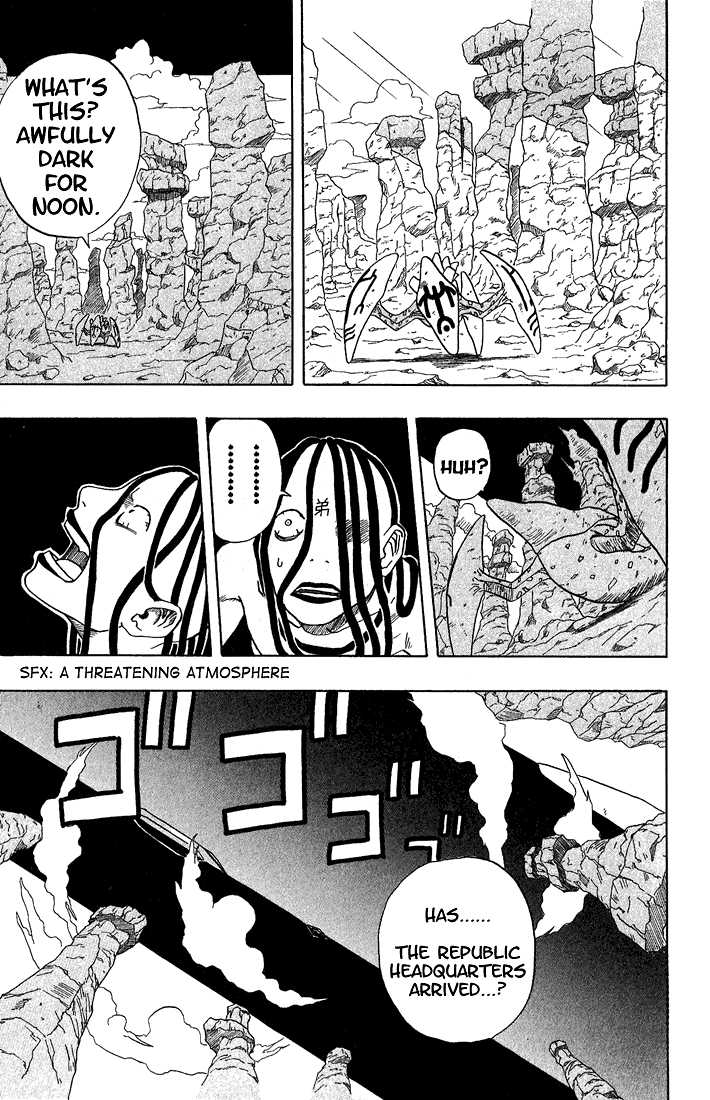 WHAT'S
THIS?
AWFULLY
DARK
FOR
NOON.
HUH?
弟
SFX: A THREATENING ATMOSPHERE
ゴゴゴゴゴ
HAS......
THE REPUBLIC
HEADQUARTERS
ARRIVED...?